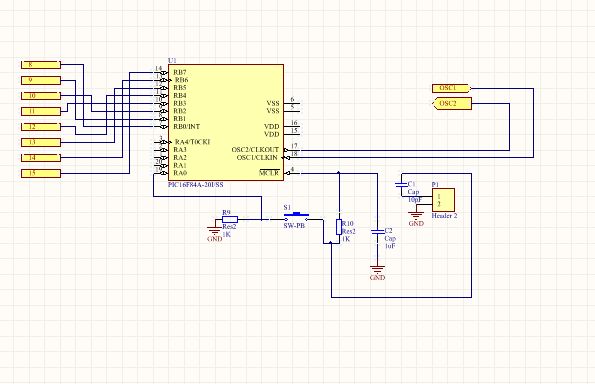 U1
8
9
10
11
12
13
14
15
14
RB7
RB6
RB5
RB4
RB3
RB2
RB1
RB0/INT
RA4/T0CKI
RA3
RA2
RA1
RA0
VSS 6
VSS 5
VDD 16
VDD 15
OSC2/CLKOUT 17
OSC1/CLKIN 18
MCLR 4
PIC16F84A-20I/SS
OSC1
OSC2
R9
Res2
1K
GND
S1
SW-PB
R10
Res2
1K
C2
Cap
1uF
GND
C1
Cap
10pF
GND
P1
1
2
Header 2